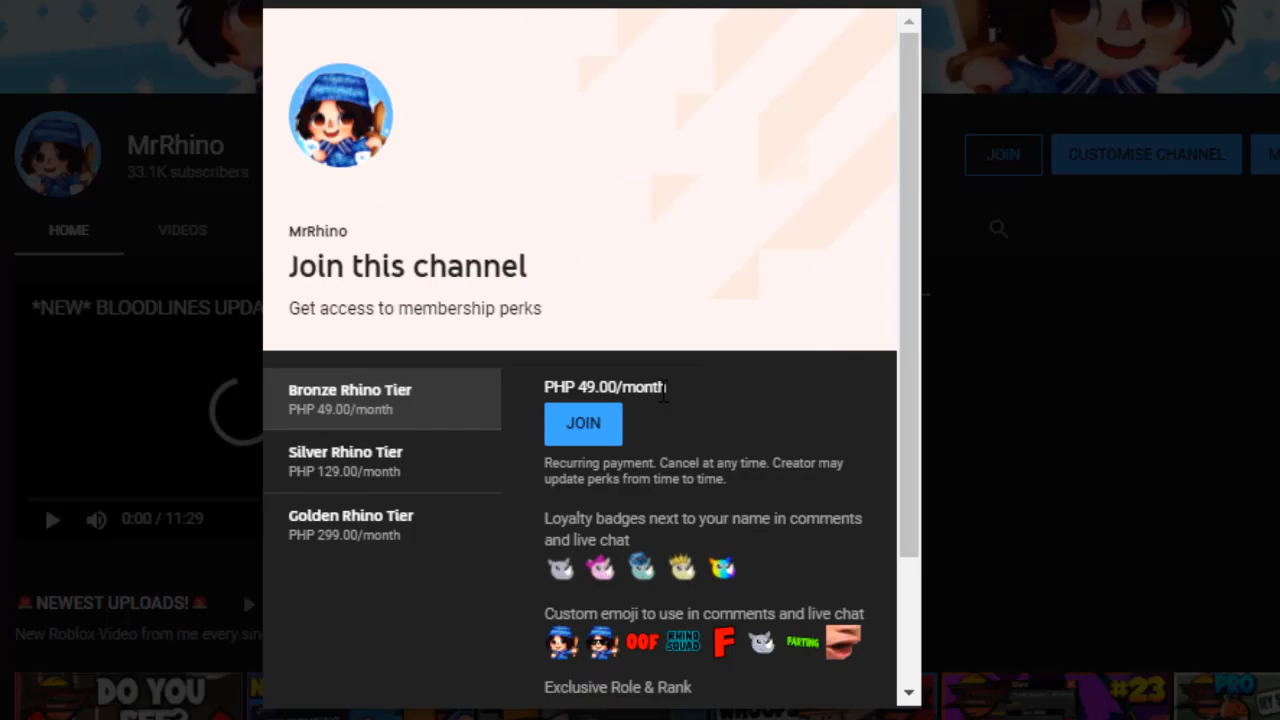 MrRhino
33.1K subscribers
JOIN
CUSTOMISE CHANNEL
HOME
VIDEOS
*NEW* BLOODLINES UPDA
0:00 / 11:29
NEWEST UPLOADS!
New Roblox Video from me every sin
MrRhino
Join this channel
Get access to membership perks
Bronze Rhino Tier
PHP 49.00/month
Silver Rhino Tier
PHP 129.00/month
Golden Rhino Tier
PHP 299.00/month
PHP 49.00/month
JOIN
Recurring payment. Cancel at any time. Creator may
update perks from time to time.
Loyalty badges next to your name in comments
and live chat
Custom emoji to use in comments and live chat
OOF RHINO SQUAD F FARTING
Exclusive Role & Rank
DO YOU
#23
PRO